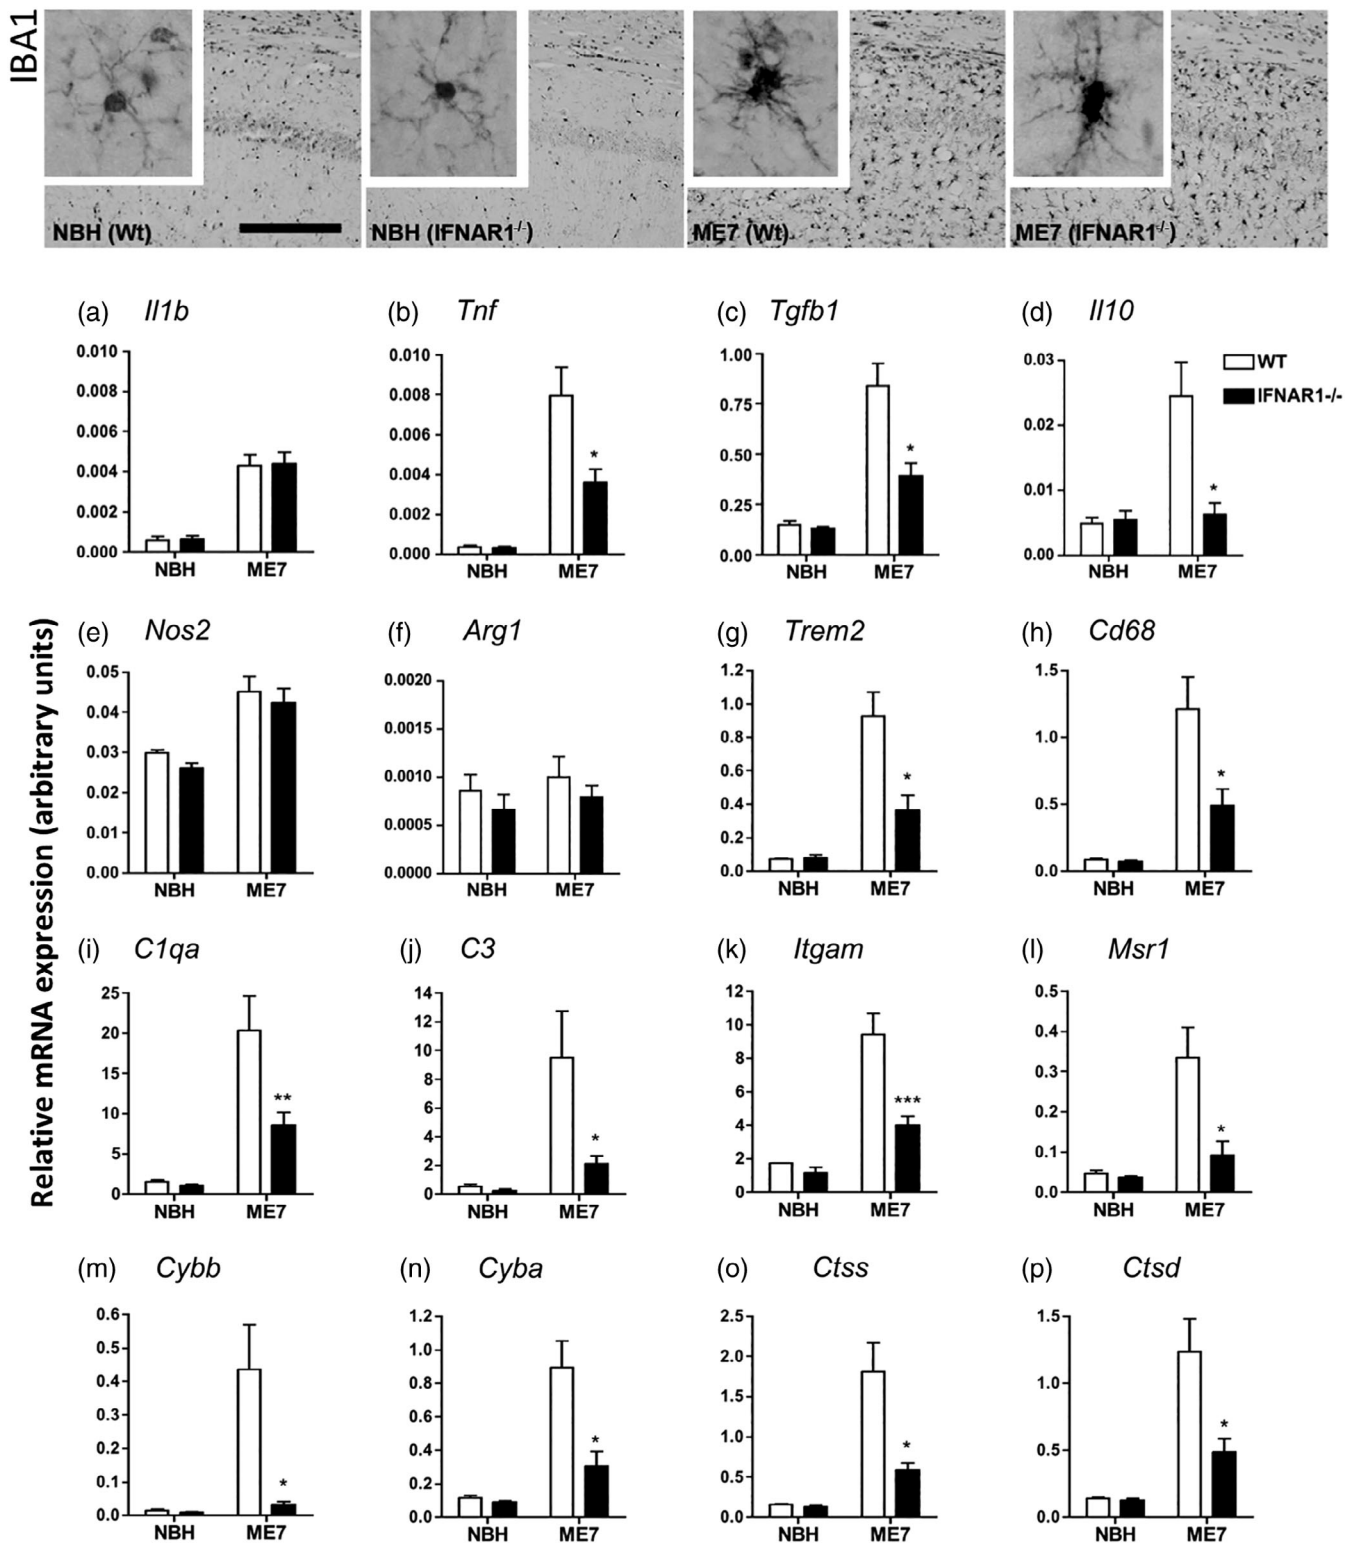 IBA1
NBH (Wt)
NBH (IFNAR1-/-)
ME7 (Wt)
ME7 (IFNAR1-/-)
Relative mRNA expression (arbitrary units)
(a) Il1b
0.010
0.008
0.006
0.004
0.002
0.000
NBH ME7
(b) Tnf
0.010
0.008
0.006
0.004
0.002
0.000
*
NBH ME7
(c) Tgfb1
1.00
0.75
0.50
0.25
0.00
*
NBH ME7
(d) Il10
0.03
0.02
0.01
0.00
*
NBH ME7
WT
IFNAR1-/-
(e) Nos2
0.05
0.04
0.03
0.02
0.01
0.00
NBH ME7
(f) Arg1
0.0020
0.0015
0.0010
0.0005
0.0000
NBH ME7
(g) Trem2
1.2
1.0
0.8
0.6
0.4
0.2
0.0
*
NBH ME7
(h) Cd68
1.5
1.0
0.5
0.0
*
NBH ME7
(i) C1qa
25
20
15
10
5
0
**
NBH ME7
(j) C3
14
12
10
8
6
4
2
0
*
NBH ME7
(k) Itgam
12
10
8
6
4
2
0
***
NBH ME7
(l) Msr1
0.5
0.4
0.3
0.2
0.1
0.0
*
NBH ME7
(m) Cybb
0.6
0.5
0.4
0.3
0.2
0.1
0.0
*
NBH ME7
(n) Cyba
1.2
1.0
0.8
0.6
0.4
0.2
0.0
*
NBH ME7
(o) Ctss
2.5
2.0
1.5
1.0
0.5
0.0
*
NBH ME7
(p) Ctsd
1.5
1.0
0.5
0.0
*
NBH ME7